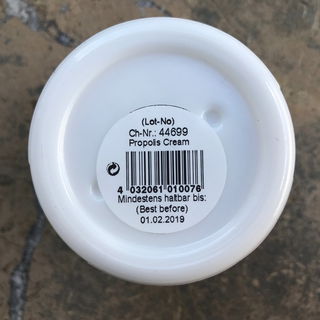 (Lot-No)
Ch-Nr.: 44699
Propolis Cream
4 032061 010076
Mindestens haltbar bis:
(Best before)
01.02.2019